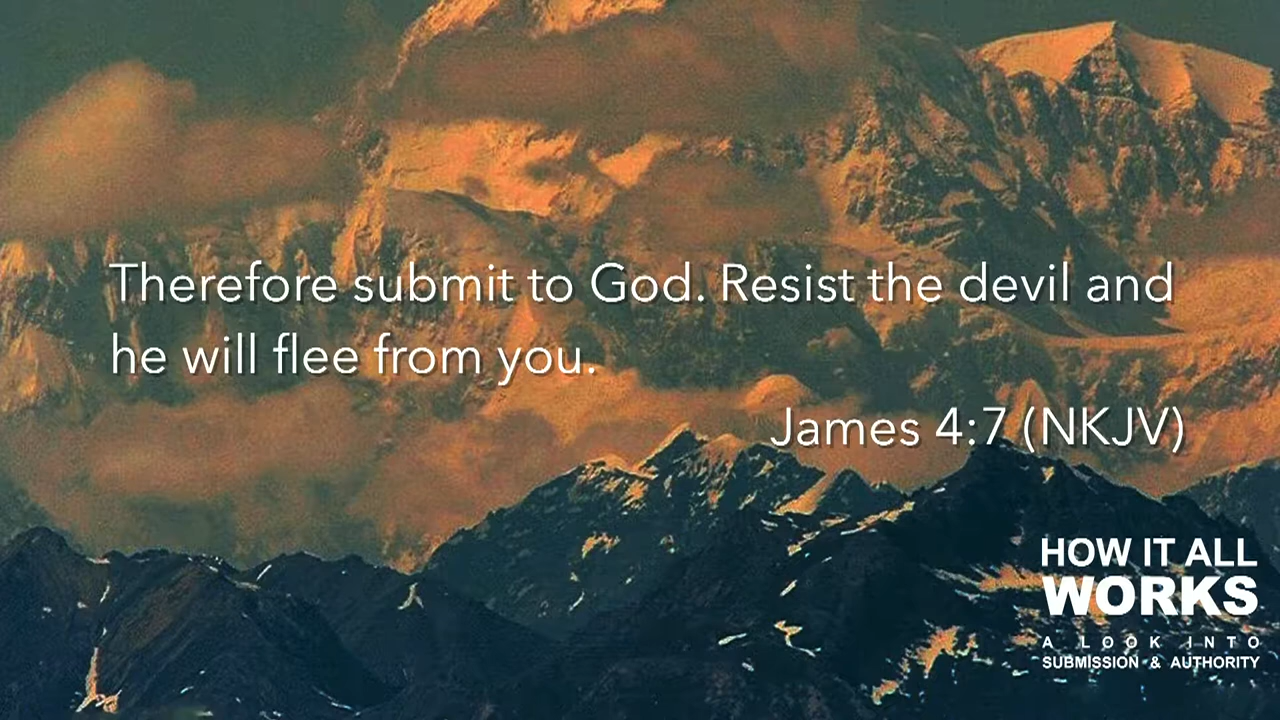 Therefore submit to God. Resist the devil and
he will flee from you.
James 4:7 (NKJV)
HOW IT ALL
WORKS
A LOOK INTO
SUBMISSION & AUTHORITY